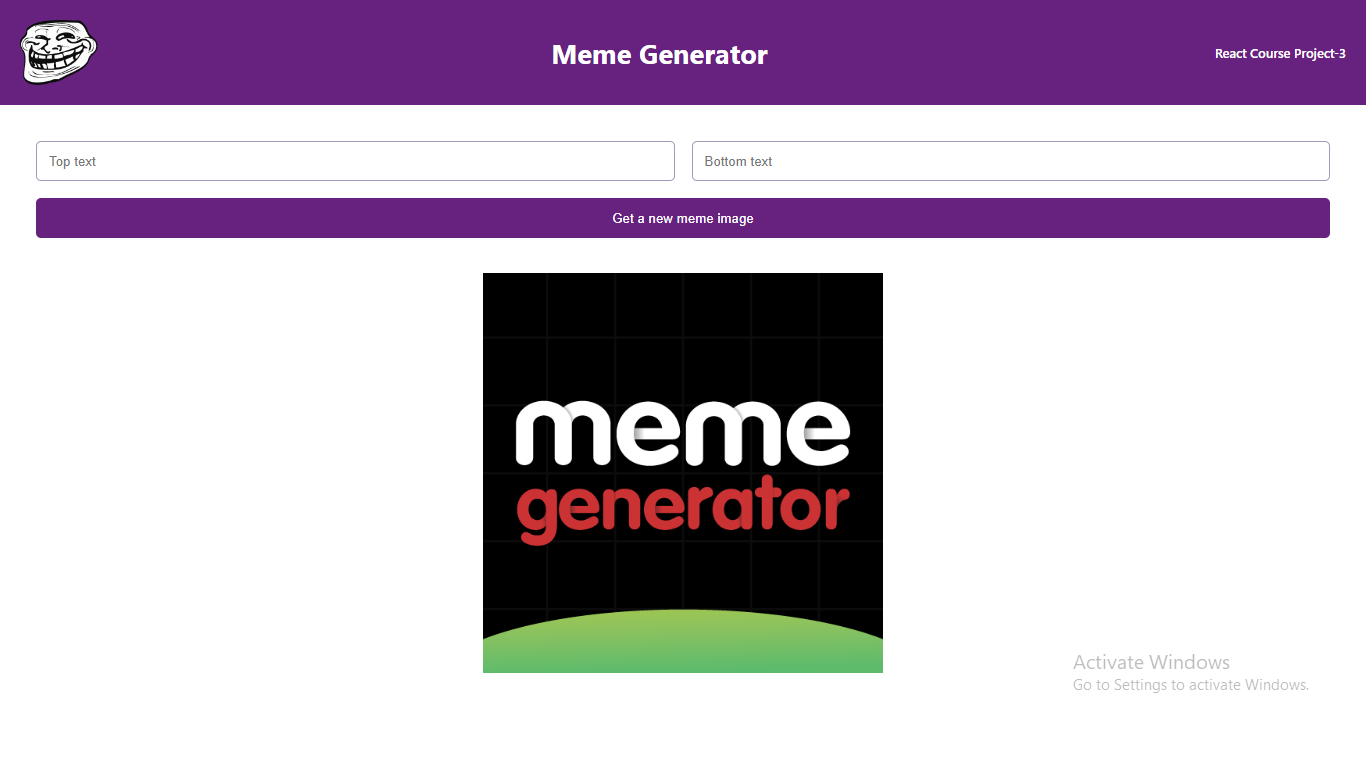 Meme Generator
React Course Project-3
Top text
Bottom text
Get a new meme image
meme
generator
Activate Windows
Go to Settings to activate Windows.